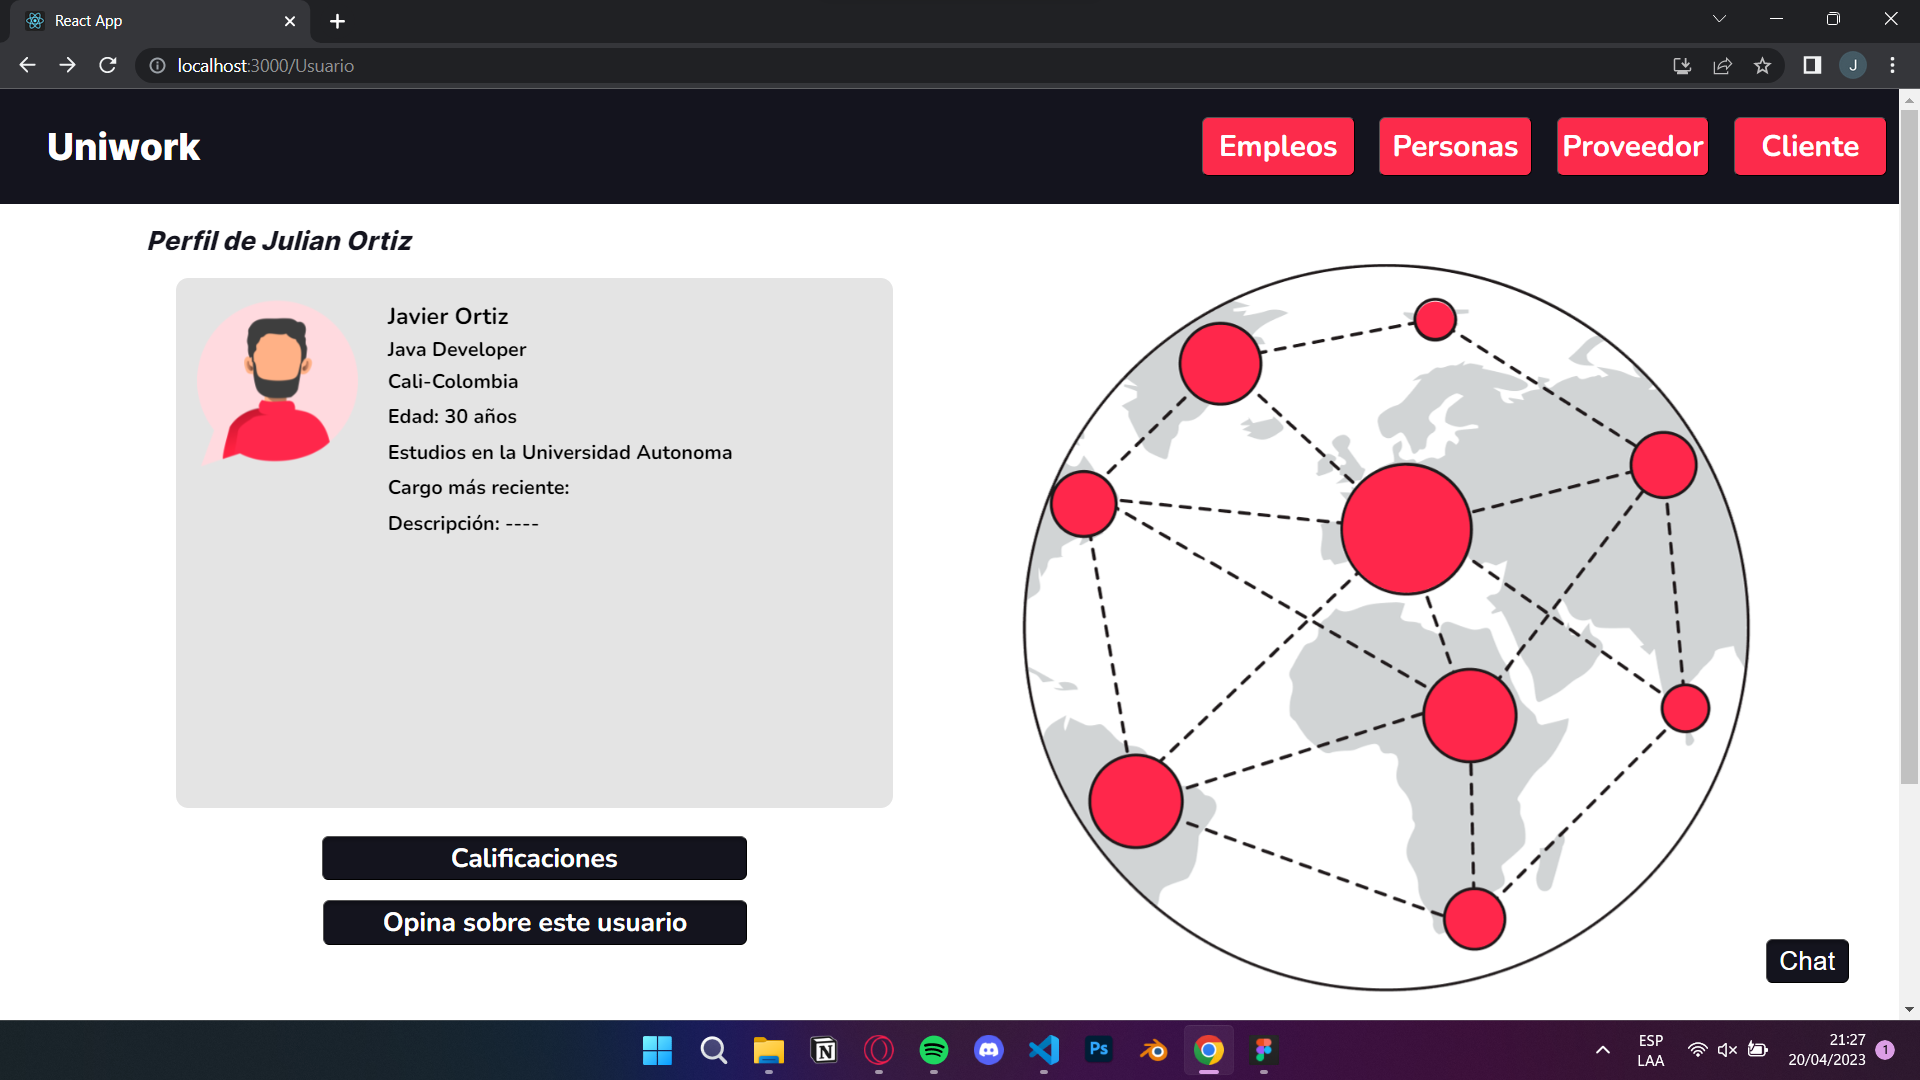 React App
localhost:3000/Usuario
J
Uniwork
Empleos
Personas
Proveedor
Cliente
Perfil de Julian Ortiz
Javier Ortiz
Java Developer
Cali-Colombia
Edad: 30 años
Estudios en la Universidad Autonoma
Cargo más reciente:
Descripción: ----
Calificaciones
Opina sobre este usuario
Chat
N
Ps
ESP
LAA
21:27
20/04/2023
1